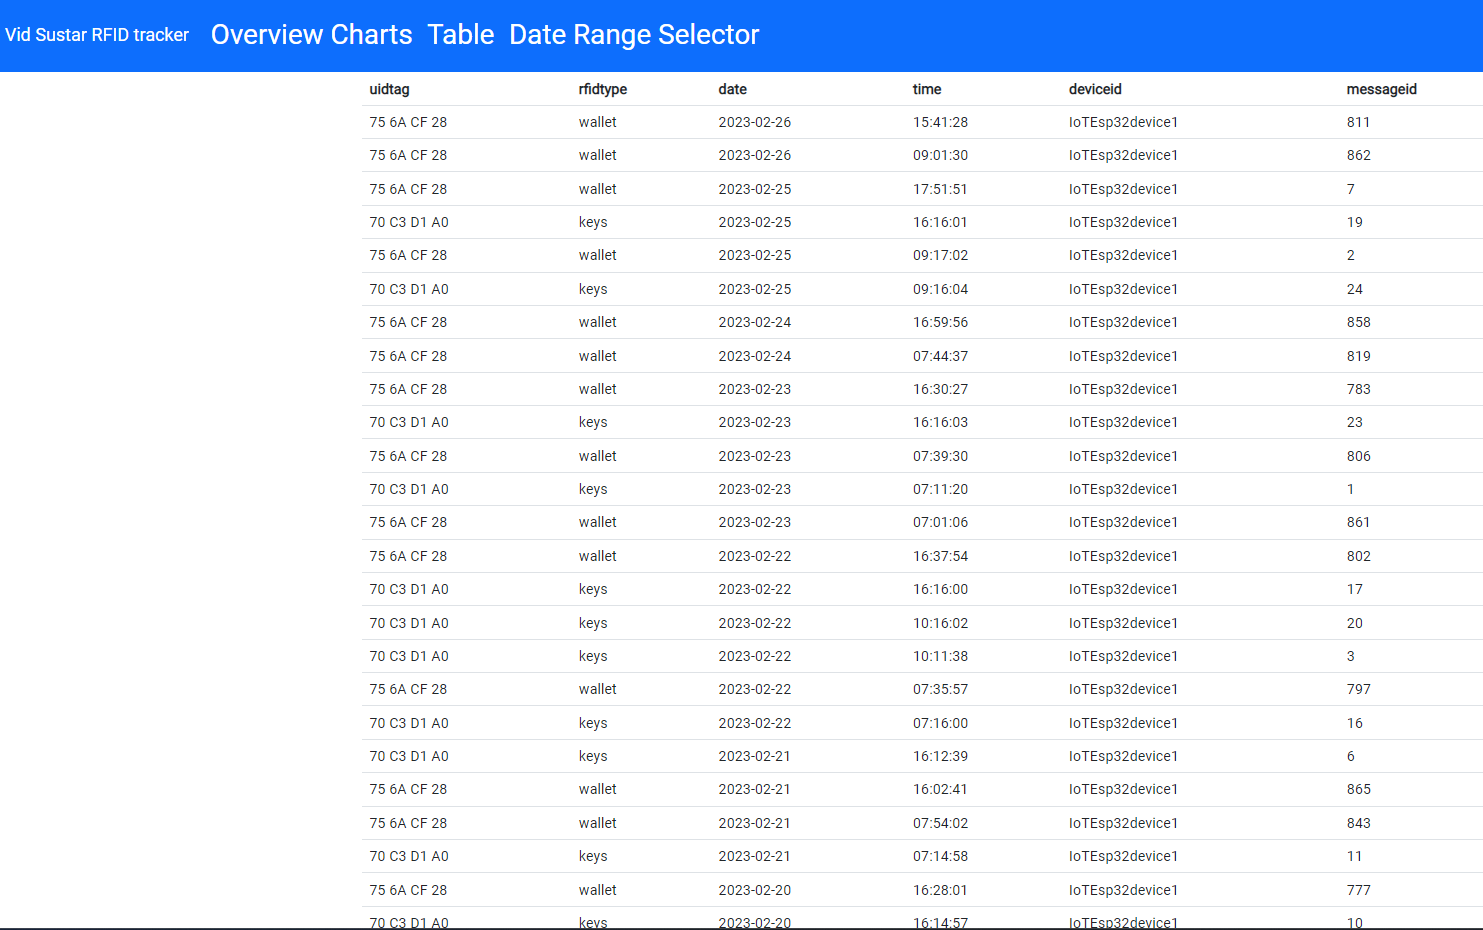 Vid Sustar RFID tracker Overview Charts Table Date Range Selector
uidtag rfidtype date time deviceid messageid
75 6A CF 28 wallet 2023-02-26 15:41:28 IoTEsp32device1 811
75 6A CF 28 wallet 2023-02-26 09:01:30 IoTEsp32device1 862
75 6A CF 28 wallet 2023-02-25 17:51:51 IoTEsp32device1 7
70 C3 D1 A0 keys 2023-02-25 16:16:01 IoTEsp32device1 19
75 6A CF 28 wallet 2023-02-25 09:17:02 IoTEsp32device1 2
70 C3 D1 A0 keys 2023-02-25 09:16:04 IoTEsp32device1 24
75 6A CF 28 wallet 2023-02-24 16:59:56 IoTEsp32device1 858
75 6A CF 28 wallet 2023-02-24 07:44:37 IoTEsp32device1 819
75 6A CF 28 wallet 2023-02-23 16:30:27 IoTEsp32device1 783
70 C3 D1 A0 keys 2023-02-23 16:16:03 IoTEsp32device1 23
75 6A CF 28 wallet 2023-02-23 07:39:30 IoTEsp32device1 806
70 C3 D1 A0 keys 2023-02-23 07:11:20 IoTEsp32device1 1
75 6A CF 28 wallet 2023-02-23 07:01:06 IoTEsp32device1 861
75 6A CF 28 wallet 2023-02-22 16:37:54 IoTEsp32device1 802
70 C3 D1 A0 keys 2023-02-22 16:16:00 IoTEsp32device1 17
70 C3 D1 A0 keys 2023-02-22 10:16:02 IoTEsp32device1 20
70 C3 D1 A0 keys 2023-02-22 10:11:38 IoTEsp32device1 3
75 6A CF 28 wallet 2023-02-22 07:35:57 IoTEsp32device1 797
70 C3 D1 A0 keys 2023-02-22 07:16:00 IoTEsp32device1 16
70 C3 D1 A0 keys 2023-02-21 16:12:39 IoTEsp32device1 6
75 6A CF 28 wallet 2023-02-21 16:02:41 IoTEsp32device1 865
75 6A CF 28 wallet 2023-02-21 07:54:02 IoTEsp32device1 843
70 C3 D1 A0 keys 2023-02-21 07:14:58 IoTEsp32device1 11
75 6A CF 28 wallet 2023-02-20 16:28:01 IoTEsp32device1 777
70 C3 D1 A0 keys 2023-02-20 16:14:57 IoTEsp32device1 10